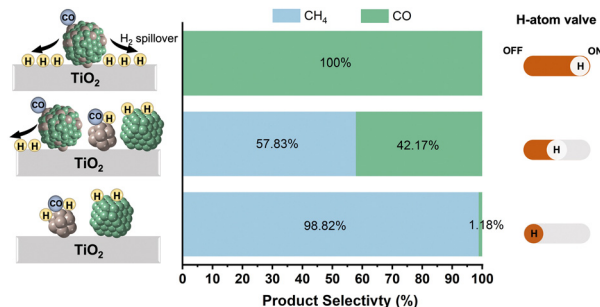 CH₄ CO
H-atom valve
OFF ON
H
CO
H₂ spillover
H H H H H H
TiO₂
100%
CO H H
CO H
H H
TiO₂
57.83% 42.17%
H
CO
H H H H
TiO₂
98.82% 1.18%
H
0 10 20 30 40 50 60 70 80 90 100
Product Selectivty (%)